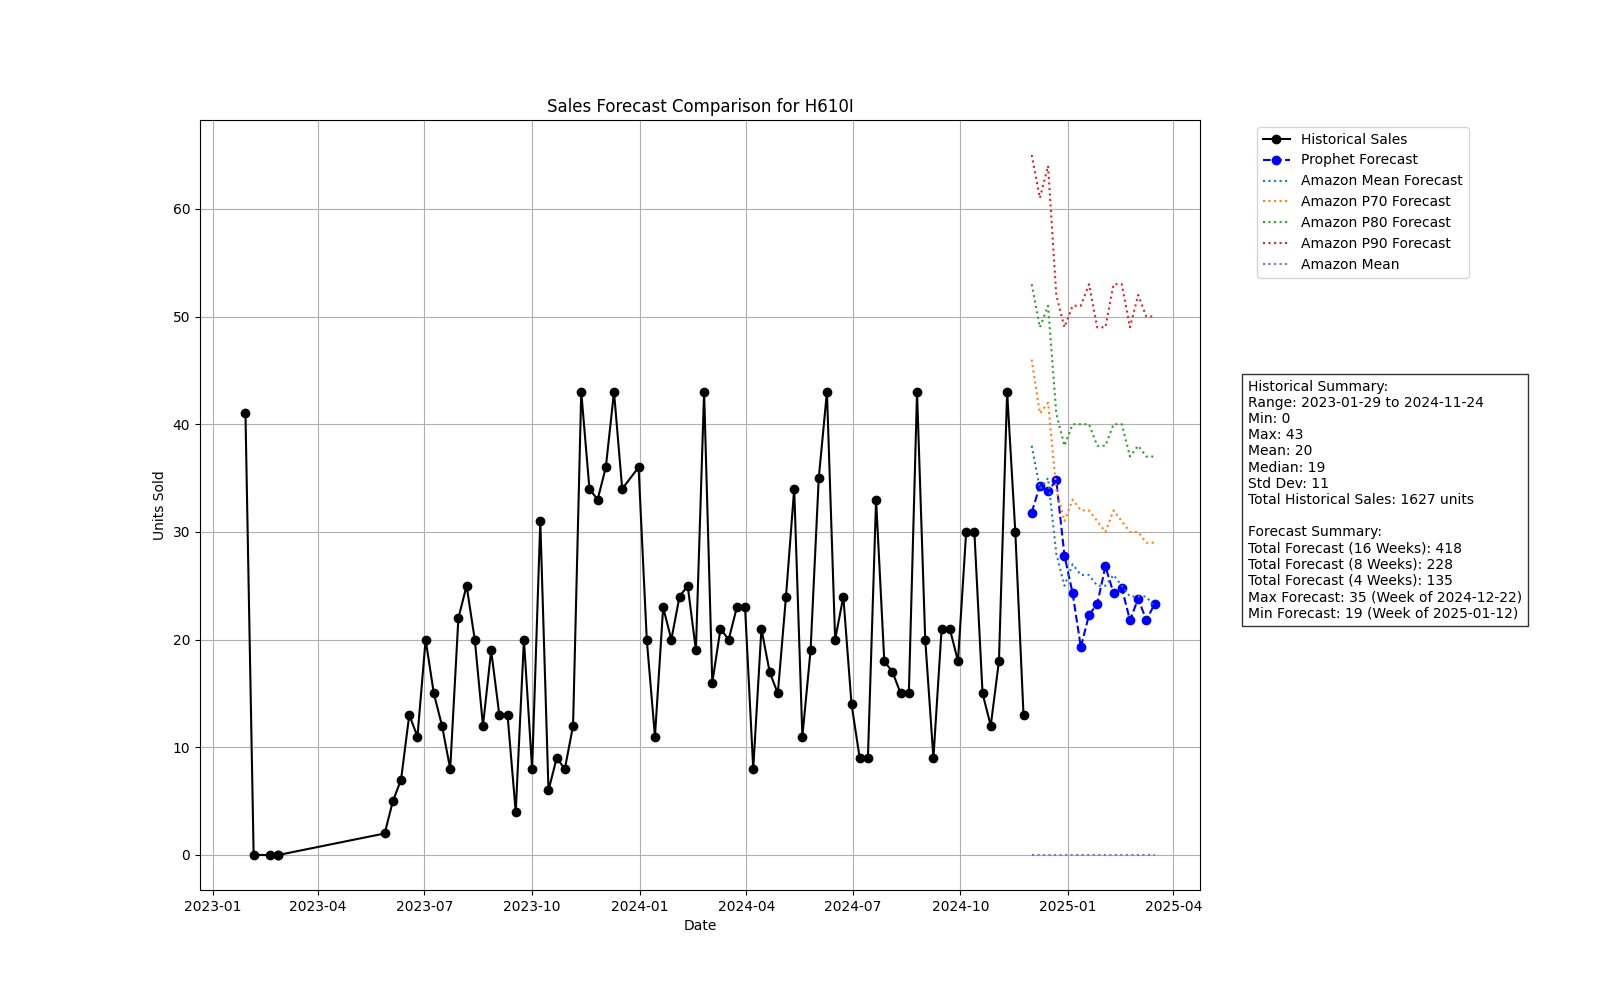 Sales Forecast Comparison for H610I
Historical Sales
Prophet Forecast
Amazon Mean Forecast
Amazon P70 Forecast
Amazon P80 Forecast
Amazon P90 Forecast
Amazon Mean
Units Sold
60
50
40
30
20
10
0
2023-01
2023-04
2023-07
2023-10
2024-01
2024-04
2024-07
2024-10
2025-01
2025-04
Date
Historical Summary:
Range: 2023-01-29 to 2024-11-24
Min: 0
Max: 43
Mean: 20
Median: 19
Std Dev: 11
Total Historical Sales: 1627 units
Forecast Summary:
Total Forecast (16 Weeks): 418
Total Forecast (8 Weeks): 228
Total Forecast (4 Weeks): 135
Max Forecast: 35 (Week of 2024-12-22)
Min Forecast: 19 (Week of 2025-01-12)